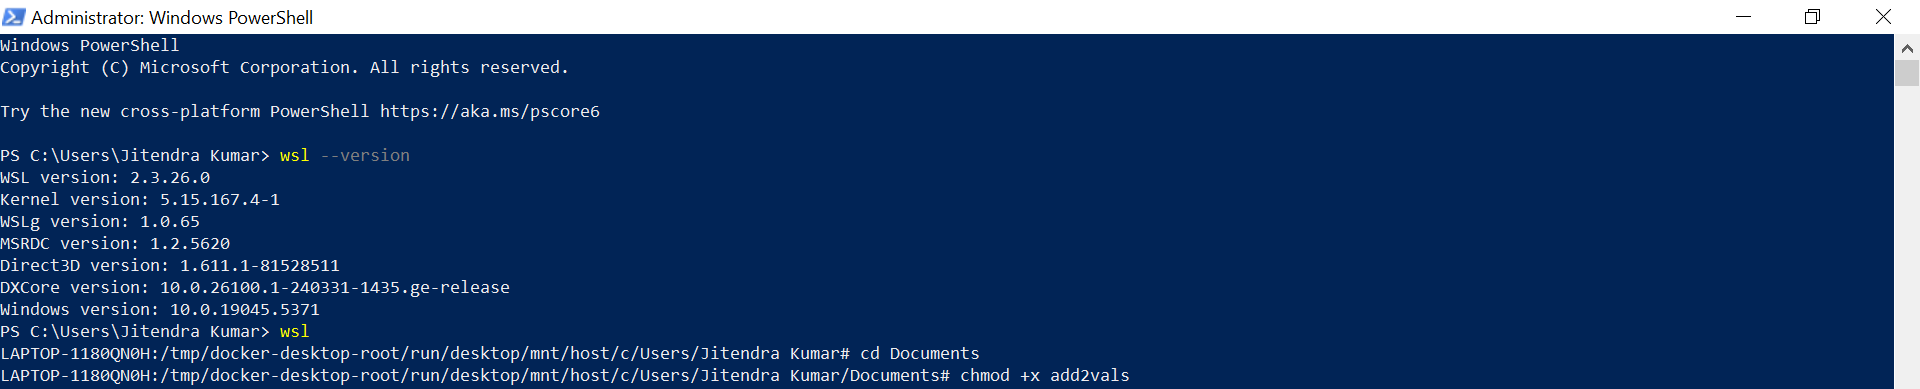 Administrator: Windows PowerShell
Windows PowerShell
Copyright (C) Microsoft Corporation. All rights reserved.
Try the new cross-platform PowerShell https://aka.ms/pscore6
PS C:\Users\Jitendra Kumar> wsl --version
WSL version: 2.3.26.0
Kernel version: 5.15.167.4-1
WSLg version: 1.0.65
MSRDC version: 1.2.5620
Direct3D version: 1.611.1-81528511
DXCore version: 10.0.26100.1-240331-1435.ge-release
Windows version: 10.0.19045.5371
PS C:\Users\Jitendra Kumar> wsl
LAPTOP-1180QN0H:/tmp/docker-desktop-root/run/desktop/mnt/host/c/Users/Jitendra Kumar# cd Documents
LAPTOP-1180QN0H:/tmp/docker-desktop-root/run/desktop/mnt/host/c/Users/Jitendra Kumar/Documents# chmod +x add2vals